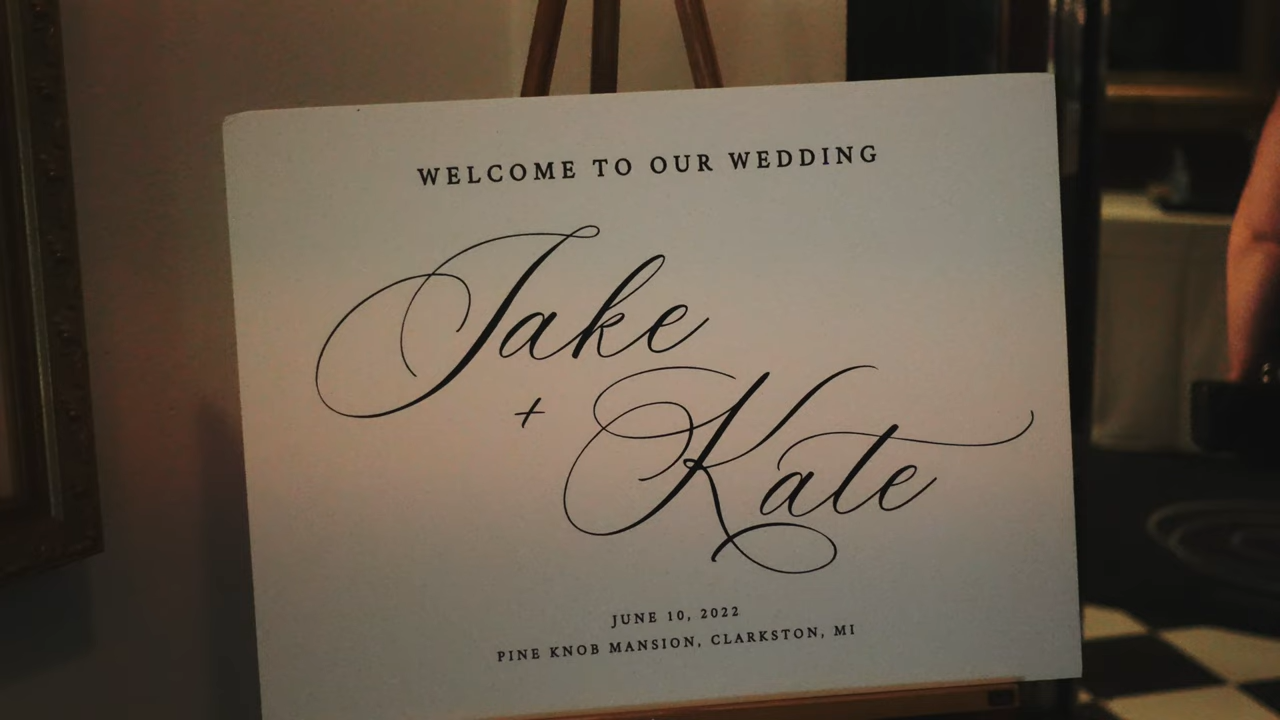 WELCOME TO OUR WEDDING
Jake
+
Kate
JUNE 10, 2022
PINE KNOB MANSION, CLARKSTON, MI